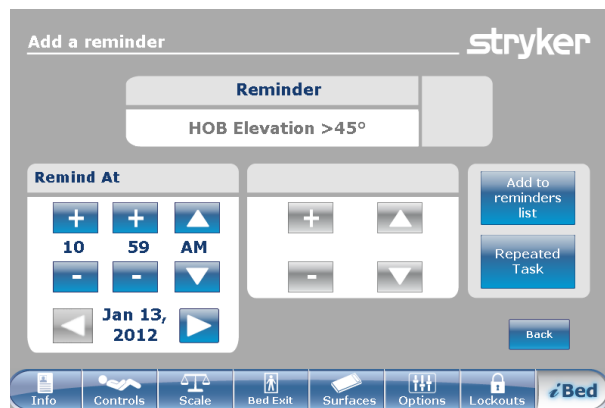 Add a reminder
stryker
Reminder
HOB Elevation >45º
Remind At
+ + +
10 59 AM
- - -
Jan 13,
2012
Add to
reminders
list
Repeated
Task
Back
Info Controls Scale Bed Exit Surfaces Options Lockouts iBed